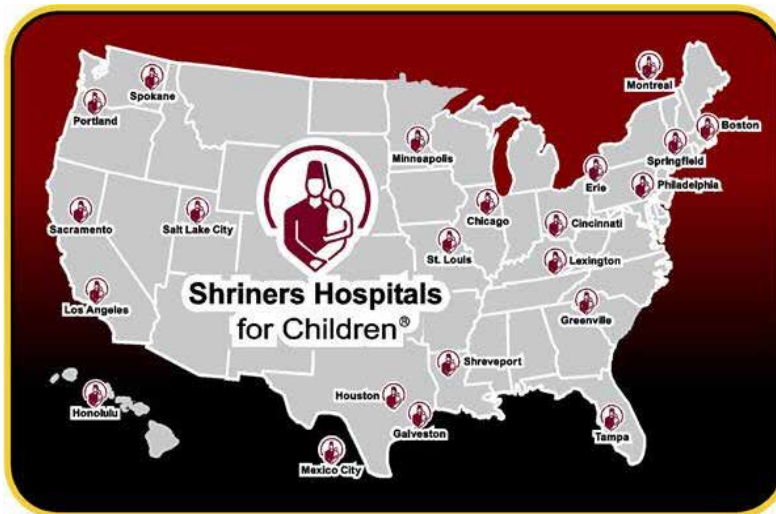 Montreal
Spokane
Portland
Boston
Minneapolis
Springfield
Erie
Philadelphia
Chicago
Cincinnati
Sacramento
Salt Lake City
St. Louis
Lexington
Shriners Hospitals
for Children®
Los Angeles
Greenville
Shreveport
Houston
Honolulu
Galveston
Tampa
Mexico City